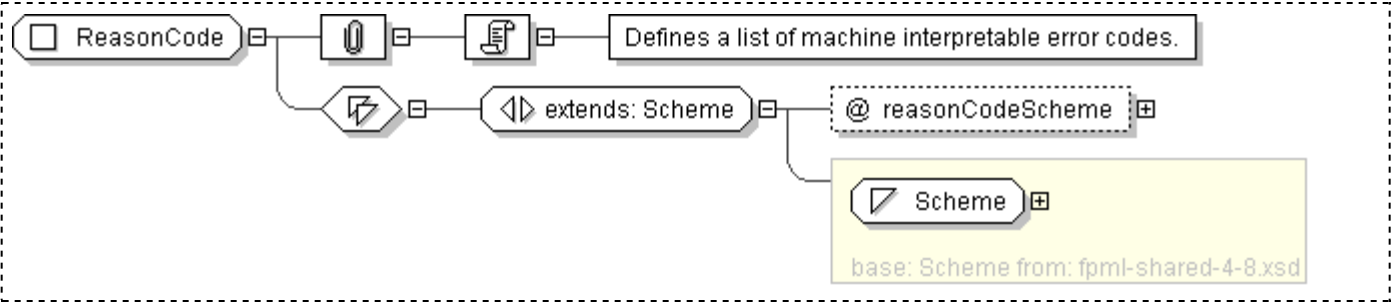 ReasonCode
Defines a list of machine interpretable error codes.
extends: Scheme
@ reasonCodeScheme
Scheme
base: Scheme from: fpml-shared-4-8.xsd